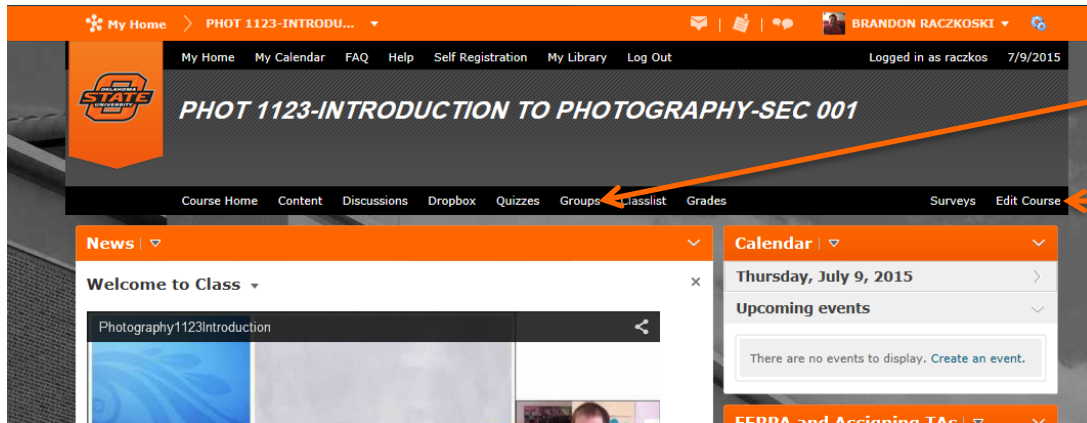 My Home PHOT 1123-INTRODU... BRANDON RACZKOSKI
My Home My Calendar FAQ Help Self Registration My Library Log Out Logged in as raczkos 7/9/2015
OKLAHOMA
STATE
UNIVERSITY
PHOT 1123-INTRODUCTION TO PHOTOGRAPHY-SEC 001
Course Home Content Discussions Dropbox Quizzes Groups Classlist Grades Surveys Edit Course
News
Welcome to Class
Photography1123Introduction
Calendar
Thursday, July 9, 2015
Upcoming events
There are no events to display. Create an event.
FERPA and Assigning TAs